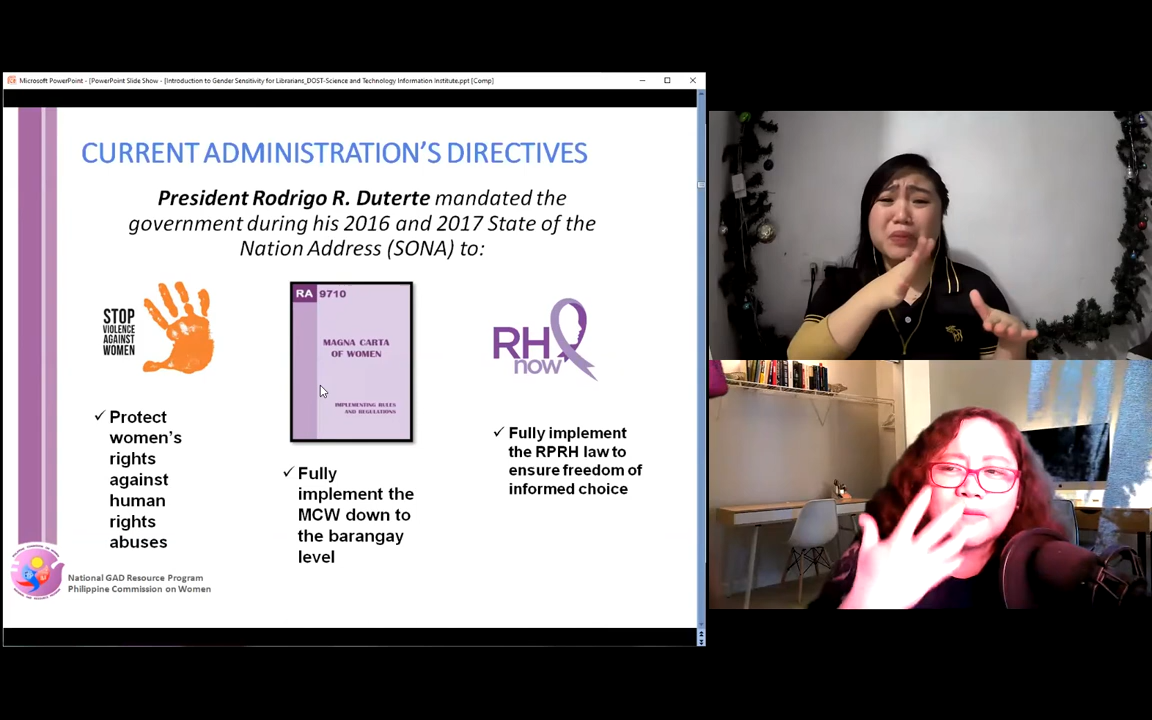 Microsoft PowerPoint - [PowerPoint Slide Show - [Introduction to Gender Sensitivity for Librarians_DOST-Science and Technology Information Institute.ppt [Comp]
CURRENT ADMINISTRATION'S DIRECTIVES
President Rodrigo R. Duterte mandated the
government during his 2016 and 2017 State of the
Nation Address (SONA) to:
STOP
VIOLENCE
AGAINST
WOMEN
✓ Protect
women's
rights
against
human
rights
abuses
RA 9710
MAGNA CARTA
OF WOMEN
IMPLEMENTING RULES
AND REGULATIONS
✓ Fully
implement the
MCW down to
the barangay
level
RH
now
✓ Fully implement
the RPRH law to
ensure freedom of
informed choice
National GAD Resource Program
Philippine Commission on Women